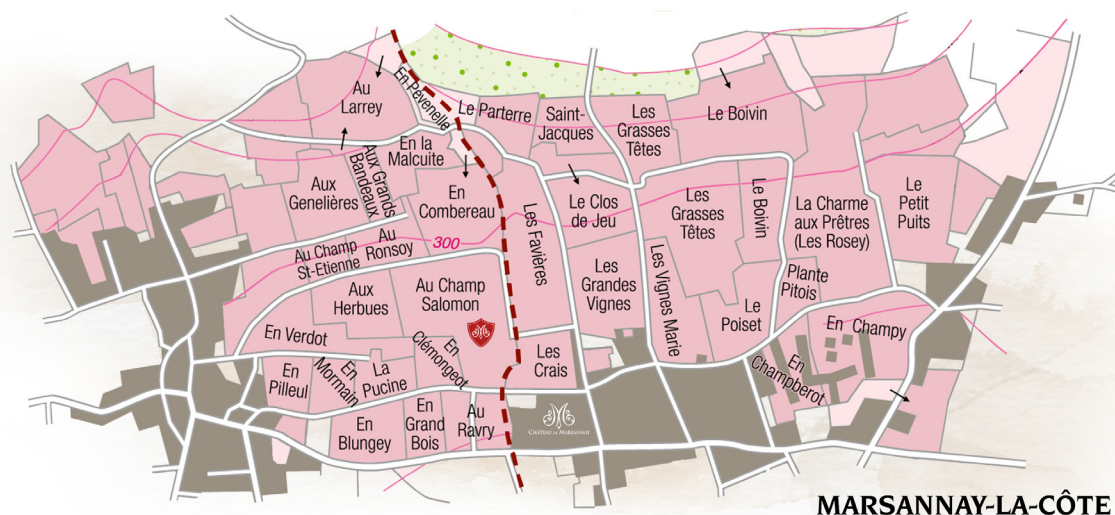 Au
Larrey
En Pévenelle
Le Parterre
Saint-
Jacques
Les
Grasses
Têtes
Le Boivin
En la
Malcuite
Aux Grands
Bandeaux
Aux
Genelières
En
Combereau
Les Favières
Le Clos
de Jeu
Les
Grasses
Têtes
Le Boivin
La Charme
aux Prêtres
(Les Rosey)
Le
Petit
Puits
Au Champ
St-Etienne
Au
Ronsoy
300
Les
Grandes
Vignes
Les Vignes Marie
Plante
Pitois
Le
Poiset
Aux
Herbues
Au Champ
Salomon
En Champy
En Verdot
En
Clémongeot
Les
Crais
En
Champberot
En
Pilleul
En
Mormain
La
Pucine
En
Blungey
En
Grand
Bois
Au
Ravry
Château de Marsannay
MARSANNAY-LA-CÔTE